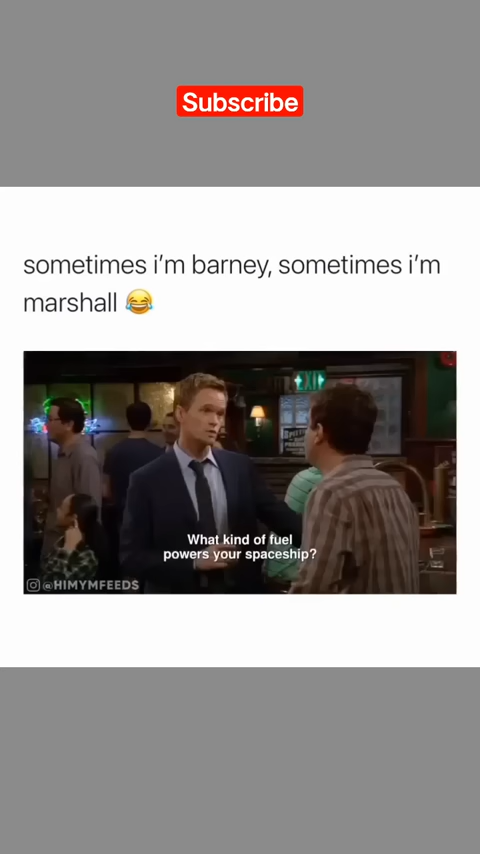 Subscribe
sometimes i'm barney, sometimes i'm
marshall 😂
EXIT
What kind of fuel
powers your spaceship?
@HIMYMFEEDS